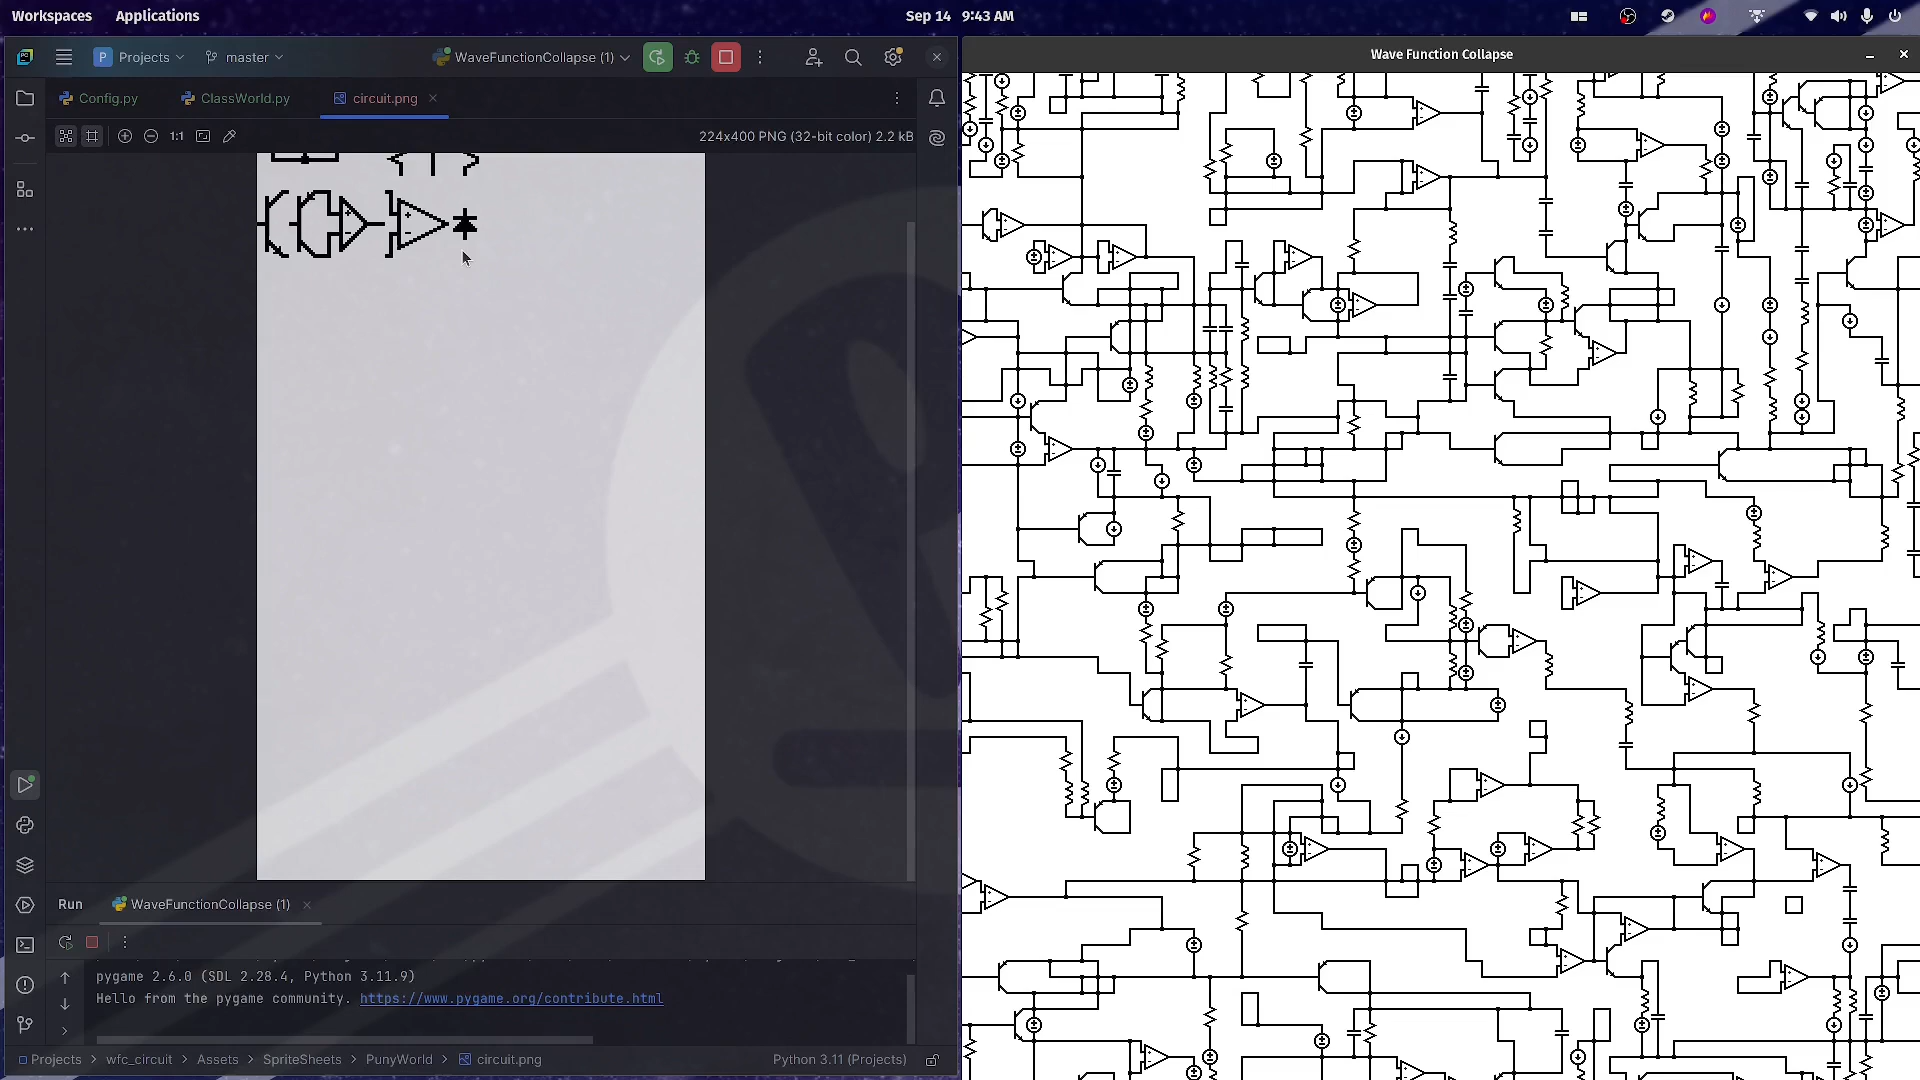 Workspaces Applications Sep 14 9:43 AM
Projects master WaveFunctionCollapse (1)
Wave Function Collapse
Config.py ClassWorld.py circuit.png
1:1 224x400 PNG (32-bit color) 2.2 kB
Run WaveFunctionCollapse (1)
pygame 2.6.0 (SDL 2.28.4, Python 3.11.9)
Hello from the pygame community. https://www.pygame.org/contribute.html
Projects > wfc_circuit > Assets > SpriteSheets > PunyWorld > circuit.png Python 3.11 (Projects)